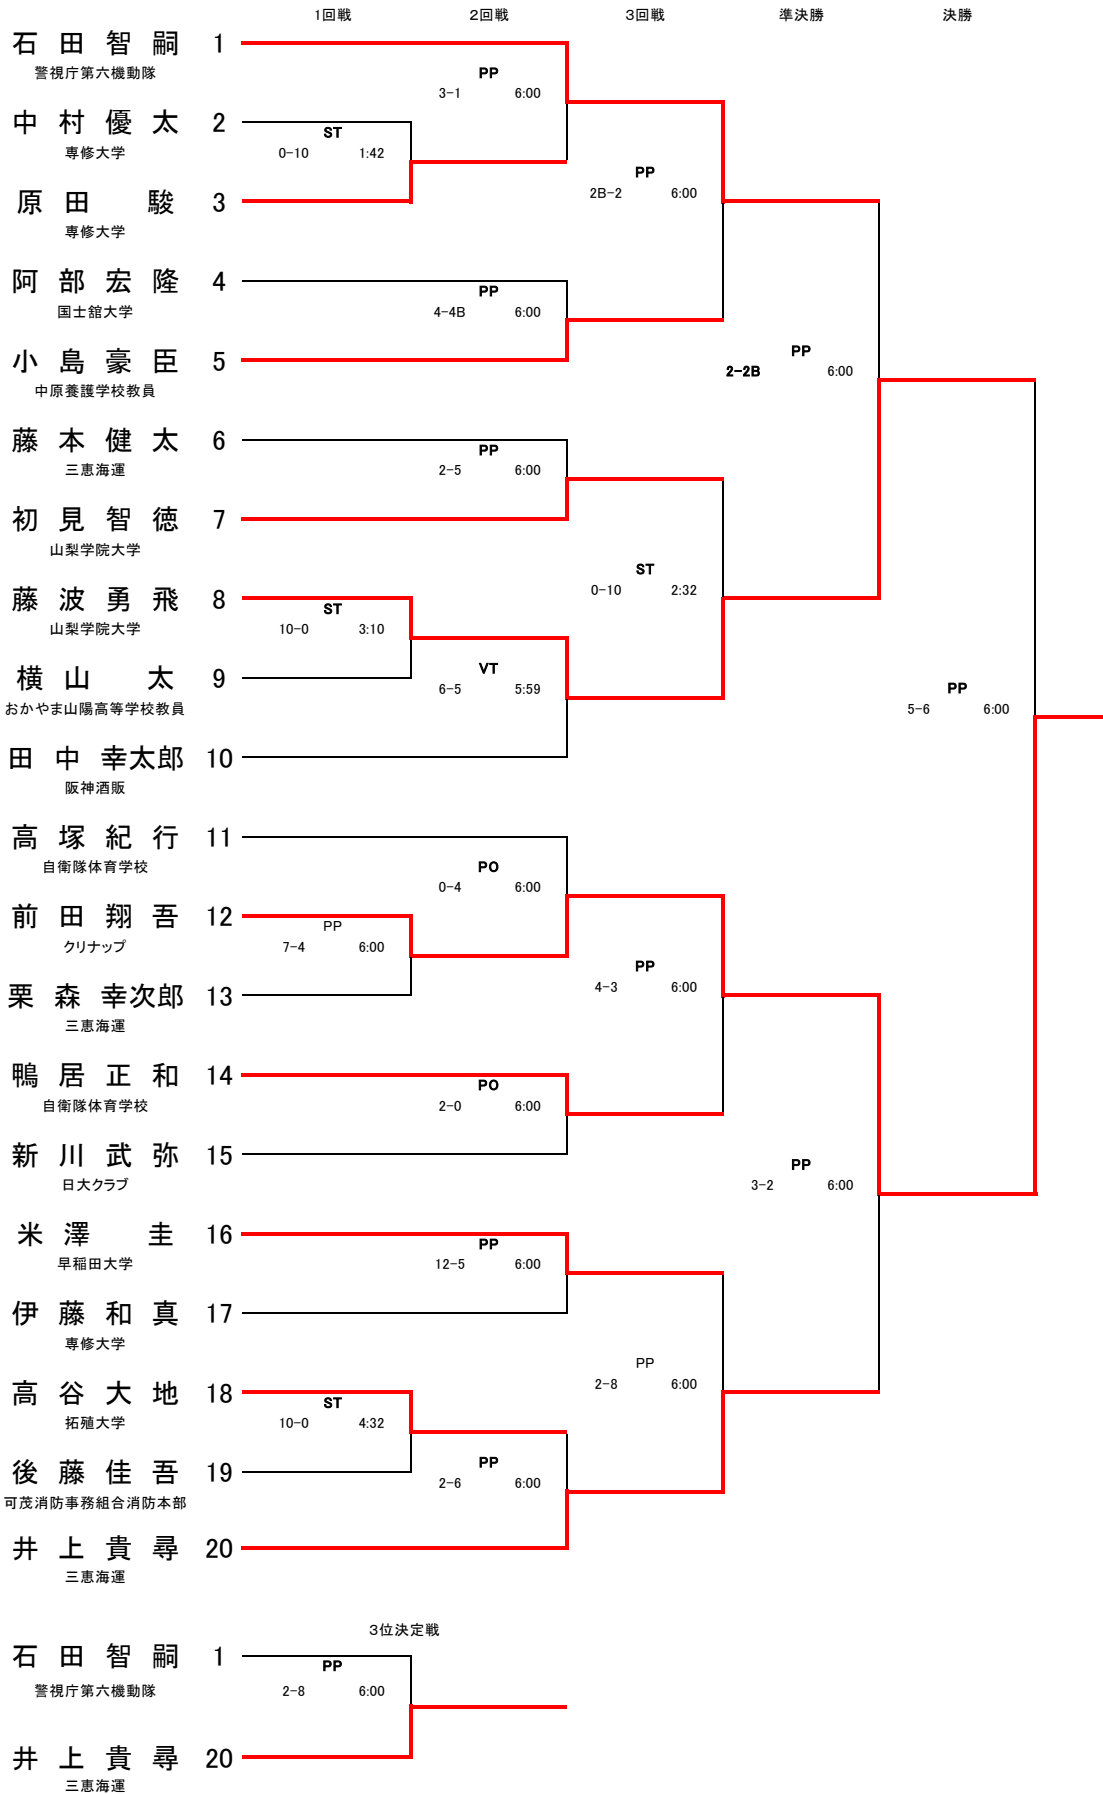 1回戦 2回戦 3回戦 準決勝 決勝
石田智嗣 1
警視庁第六機動隊
PP
3-1 6:00
中村優太 2
専修大学
ST
0-10 1:42
原田 駿 3
専修大学
PP
2B-2 6:00
阿部宏隆 4
国士舘大学
PP
4-4B 6:00
小島豪臣 5
中原養護学校教員
PP
2-2B 6:00
藤本健太 6
三恵海運
PP
2-5 6:00
初見智徳 7
山梨学院大学
ST
0-10 2:32
藤波勇飛 8
山梨学院大学
ST
10-0 3:10
横山 太 9
おかやま山陽高等学校教員
VT
6-5 5:59
PP
5-6 6:00
田中幸太郎 10
阪神酒販
高塚紀行 11
自衛隊体育学校
PO
0-4 6:00
前田翔吾 12
クリナップ
PP
7-4 6:00
栗森幸次郎 13
三恵海運
PP
4-3 6:00
鴨居正和 14
自衛隊体育学校
PO
2-0 6:00
新川武弥 15
日大クラブ
PP
3-2 6:00
米澤 圭 16
早稲田大学
PP
12-5 6:00
伊藤和真 17
専修大学
PP
2-8 6:00
高谷大地 18
拓殖大学
ST
10-0 4:32
後藤佳吾 19
可茂消防事務組合消防本部
PP
2-6 6:00
井上貴尋 20
三恵海運
3位決定戦
石田智嗣 1
警視庁第六機動隊
PP
2-8 6:00
井上貴尋 20
三恵海運